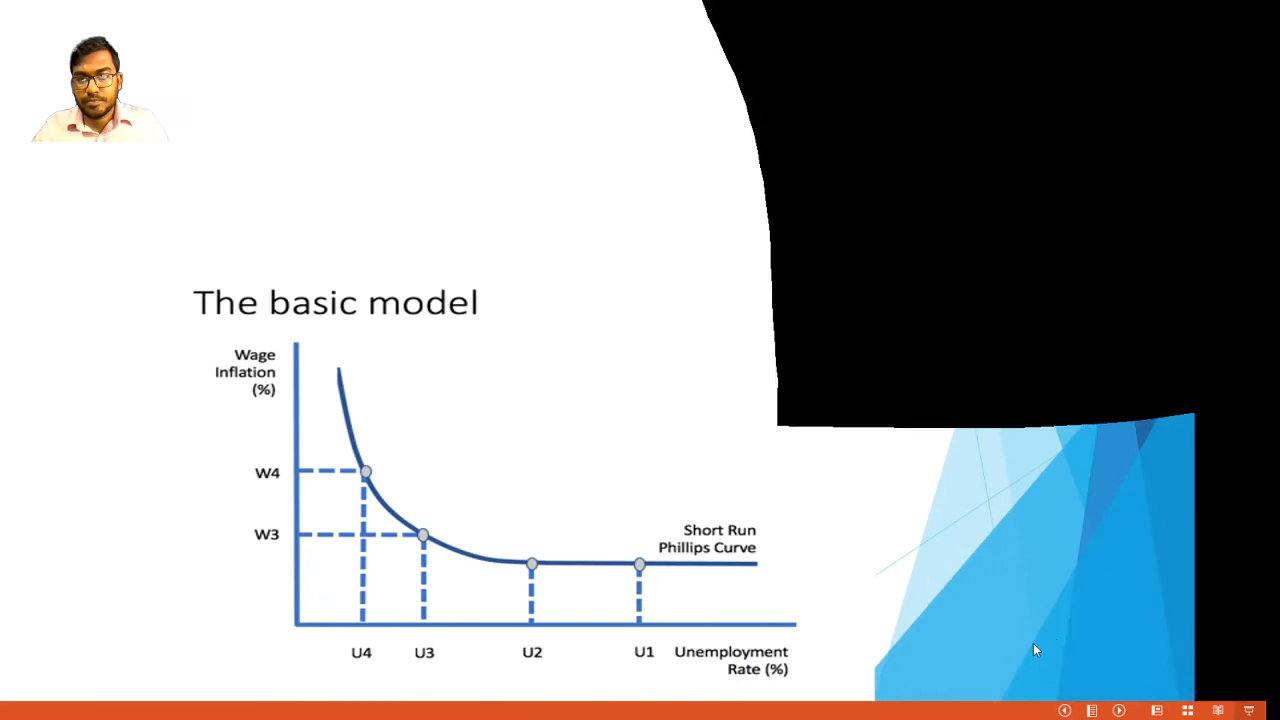 The basic model
Wage
Inflation
(%)
W4
W3
Short Run
Phillips Curve
U4
U3
U2
U1
Unemployment
Rate (%)